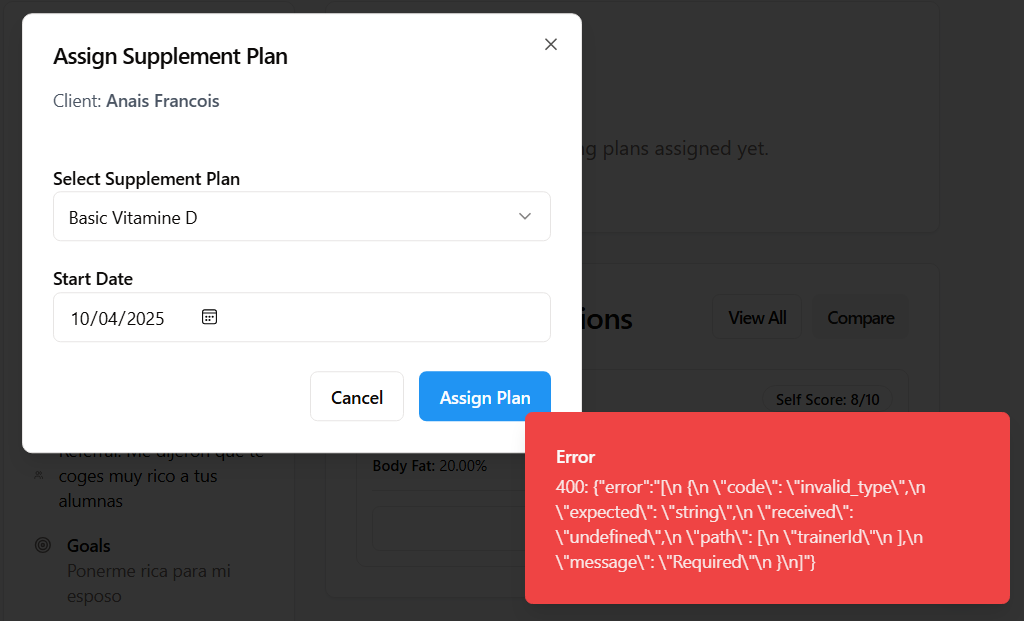 Assign Supplement Plan
Client: Anais Francois
ng plans assigned yet.
Select Supplement Plan
Basic Vitamine D
Start Date
10/04/2025
ions
View All
Compare
Cancel
Assign Plan
Self Score: 8/10
Referral: Me dijeron que te
coges muy rico a tus
alumnas
Body Fat: 20.00%
Goals
Ponerme rica para mi
esposo
Error
400: {"error":"[\n {\n \"code\": \"invalid_type\",\n
\"expected\": \"string\",\n \"received\":
\"undefined\",\n \"path\": [\n \"trainerId\"\n ],\n
\"message\": \"Required\"\n }\n]"}